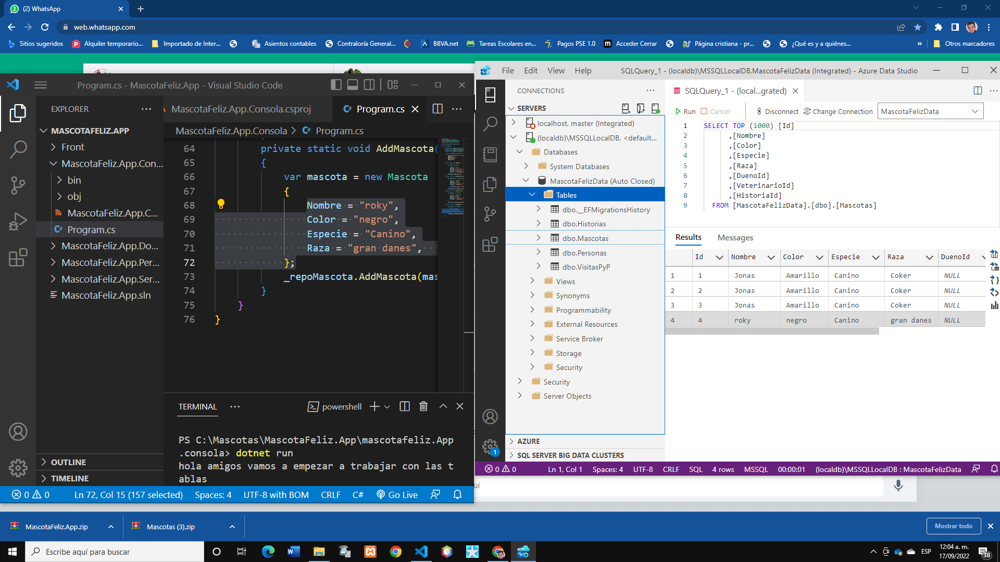 (2) WhatsApp
web.whatsapp.com
Sitios sugeridos
Alquiler temporario...
Importado de Inter...
Asientos contables
Contraloría General...
BBVA.net
Tareas Escolares en...
Pagos PSE 1.0
Acceder Cerrar
Página cristiana - pr...
¿Qué es y a quiénes...
»
Otros marcadores
Program.cs - MascotaFeliz.App - Visual Studio Code
EXPLORER
MASCOTAFELIZ.APP
Front
MascotaFeliz.App.Con...
bin
obj
MascotaFeliz.App.C...
Program.cs
MascotaFeliz.App.Do...
MascotaFeliz.App.Per...
MascotaFeliz.App.Ser...
MascotaFeliz.App.sln
OUTLINE
TIMELINE
MascotaFeliz.App.Consola.csproj
Program.cs
MascotaFeliz.App.Consola > Program.cs
64 private static void AddMascota(
65 {
66 var mascota = new Mascota
67 {
68 Nombre = "roky",
69 Color = "negro",
70 Especie = "Canino",
71 Raza = "gran danes",
72 };
73 _repoMascota.AddMascota(mas
74 }
75 }
76 }
TERMINAL
powershell
PS C:\Mascotas\MascotaFeliz.App\mascotafeliz.App
.consola> dotnet run
hola amigos vamos a empezar a trabajar con las t
ablas
0 0
Ln 72, Col 15 (157 selected)
Spaces: 4
UTF-8 with BOM
CRLF
C#
Go Live
File Edit View Help
SQLQuery_1 - (localdb)\MSSQLLocalDB.MascotaFelizData (Integrated) - Azure Data Studio
CONNECTIONS
SERVERS
localhost, master (Integrated)
(localdb)\MSSQLLocalDB, <default...
Databases
System Databases
MascotaFelizData (Auto Closed)
Tables
dbo.__EFMigrationsHistory
dbo.Historias
dbo.Mascotas
dbo.Personas
dbo.VisitasPyP
Views
Synonyms
Programmability
External Resources
Service Broker
Storage
Security
Security
Server Objects
AZURE
SQL SERVER BIG DATA CLUSTERS
1
SQLQuery_1 - (local...grated)
Run Cancel Disconnect Change Connection MascotaFelizData
1 SELECT TOP (1000) [Id]
2 ,[Nombre]
3 ,[Color]
4 ,[Especie]
5 ,[Raza]
6 ,[DuenoId]
7 ,[VeterinarioId]
8 ,[HistoriaId]
9 FROM [MascotaFelizData].[dbo].[Mascotas]
Results Messages
Id Nombre Color Especie Raza DuenoId
1 1 Jonas Amarillo Canino Coker NULL
2 2 Jonas Amarillo Canino Coker NULL
3 3 Jonas Amarillo Canino Coker NULL
4 4 roky negro Canino gran danes NULL
0 0
Ln 1, Col 1
Spaces: 4
UTF-8
CRLF
SQL
4 rows
MSSQL
00:00:01
(localdb)\MSSQLLocalDB : MascotaFelizData
uí
MascotaFeliz.App.zip
Mascotas (3).zip
Mostrar todo
Escribe aquí para buscar
ESP
12:04 a. m.
17/09/2022
38